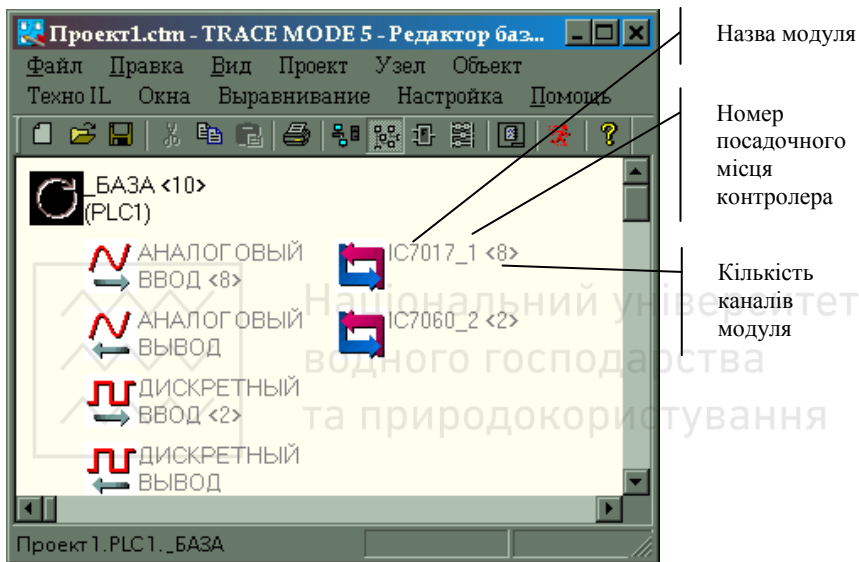 Проект1.ctm - TRACE MODE 5 - Редактор баз...
Файл Правка Вид Проект Узел Объект
Техно IL Окна Выравнивание Настройка Помощь
_БАЗА <10>
(PLC1)
АНАЛОГОВЫЙ
ВВОД <8>
IC7017_1 <8>
АНАЛОГОВЫЙ
ВЫВОД
IC7060_2 <2>
ДИСКРЕТНЫЙ
ВВОД <2>
ДИСКРЕТНЫЙ
ВЫВОД
Проект1.PLC1._БАЗА
Назва модуля
Номер
посадочного
місця
контролера
Кількість
каналів
модуля
Національний університет
водного господарства
та природокористування